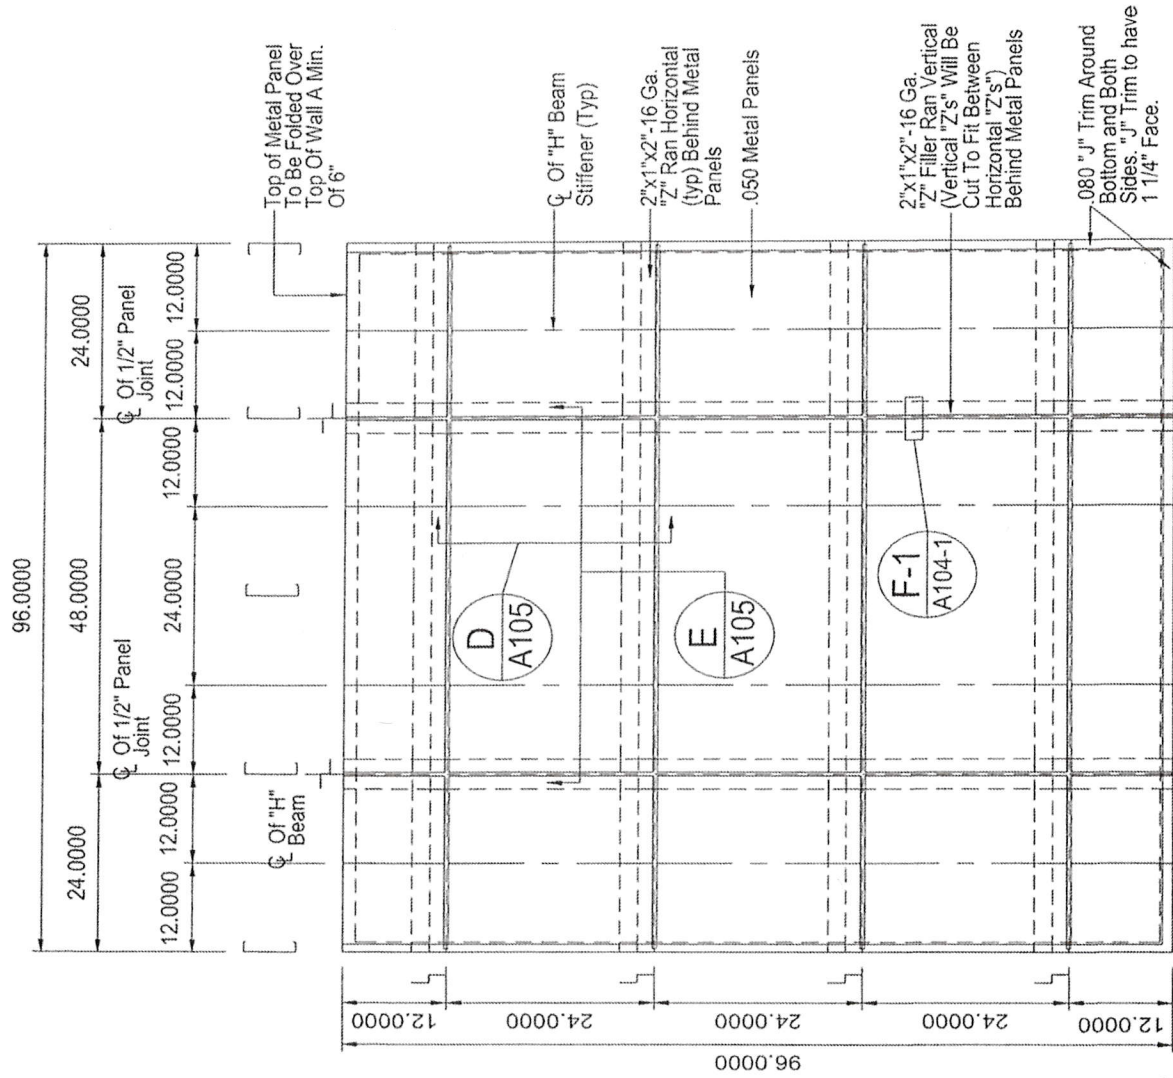 96.0000
24.0000
48.0000
24.0000
℄ Of 1/2" Panel
Joint
℄ Of 1/2" Panel
Joint
12.0000
12.0000
12.0000
24.0000
12.0000
12.0000
12.0000
℄ Of "H"
Beam
Top of Metal Panel
To Be Folded Over
Top Of Wall A Min.
Of 6"
℄ Of "H" Beam
Stiffener (Typ)
2"x1"x2"-16 Ga.
"Z" Ran Horizontal
(typ) Behind Metal
Panels
.050 Metal Panels
2"x1"x2"-16 Ga.
"Z" Filler Ran Vertical
(Vertical "Z's" Will Be
Cut To Fit Between
Horizontal "Z's")
Behind Metal Panels
.080 "J" Trim Around
Bottom and Both
Sides. "J" Trim to have
1 1/4" Face.
D
A105
E
A105
F-1
A104-1
12.0000
24.0000
24.0000
24.0000
12.0000
96.0000